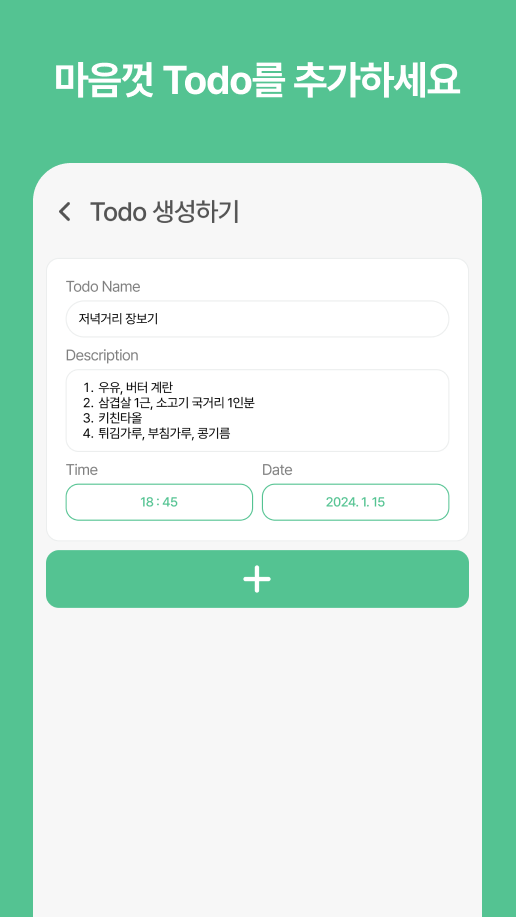 마음껏 Todo를 추가하세요
Todo 생성하기
Todo Name
저녁거리 장보기
Description
1. 우유, 버터 계란
2. 삼겹살 1근, 소고기 국거리 1인분
3. 키친타올
4. 튀김가루, 부침가루, 콩기름
Time Date
18 : 45 2024. 1. 15